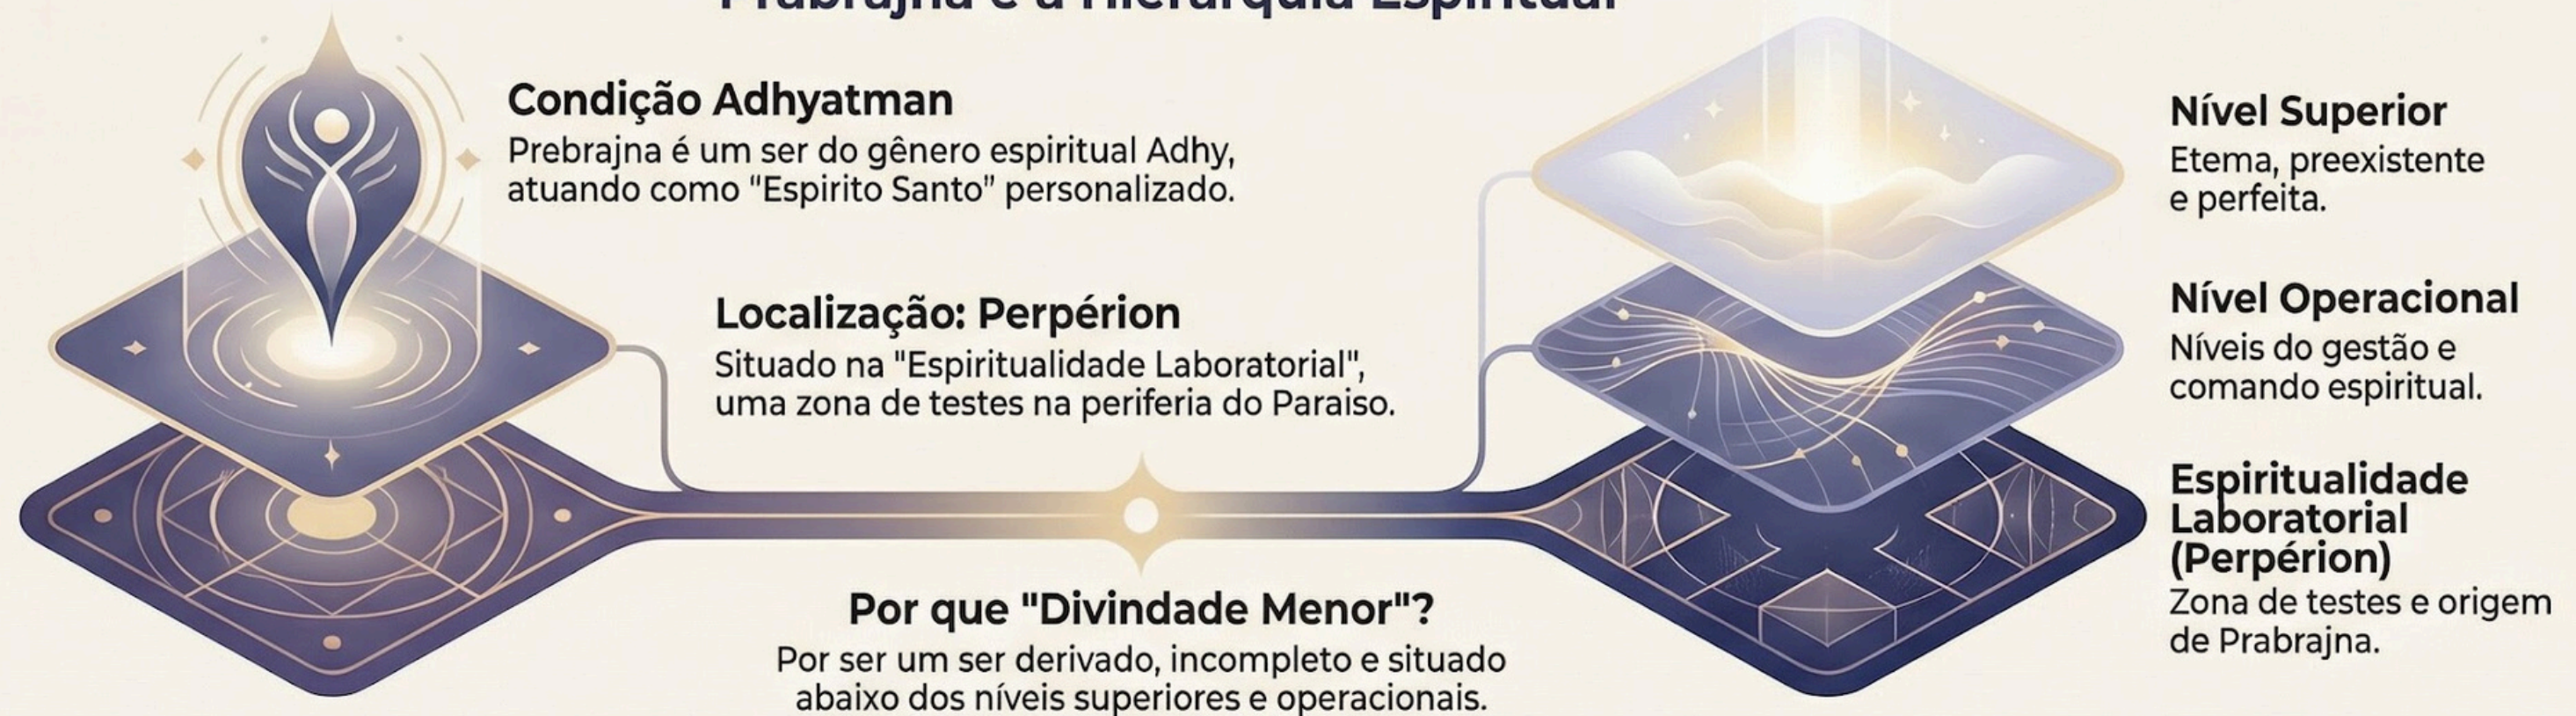 Prabrajna e a Hierarquia Espiritual
Condição Adhyatman
Prebrajna é um ser do gênero espiritual Adhy,
atuando como "Espirito Santo" personalizado.
Localização: Perpérion
Situado na "Espiritualidade Laboratorial",
uma zona de testes na periferia do Paraiso.
Por que "Divindade Menor"?
Por ser um ser derivado, incompleto e situado
abaixo dos níveis superiores e operacionais.
Nível Superior
Etema, preexistente
e perfeita.
Nível Operacional
Níveis do gestão e
comando espiritual.
Espiritualidade
Laboratorial
(Perpérion)
Zona de testes e origem
de Prabrajna.